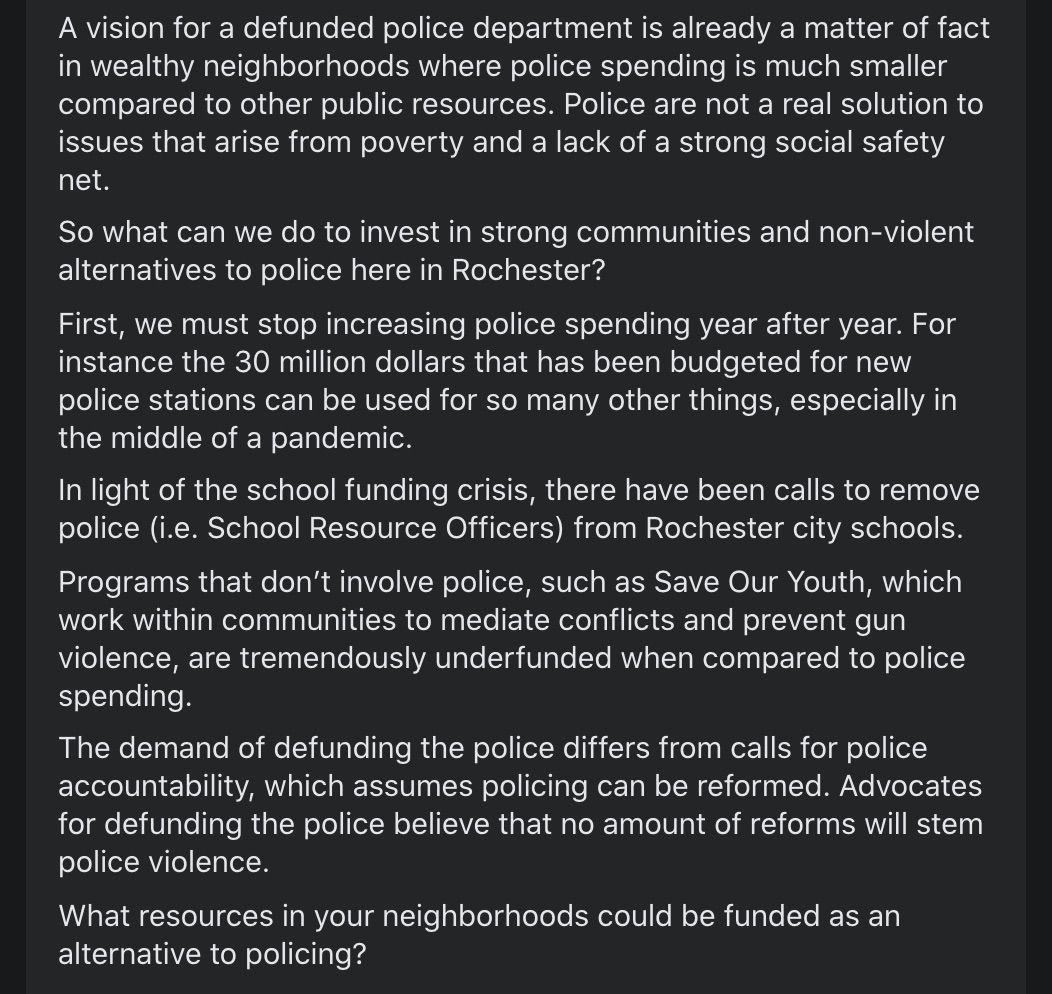 A vision for a defunded police department is already a matter of fact
in wealthy neighborhoods where police spending is much smaller
compared to other public resources. Police are not a real solution to
issues that arise from poverty and a lack of a strong social safety
net.
So what can we do to invest in strong communities and non-violent
alternatives to police here in Rochester?
First, we must stop increasing police spending year after year. For
instance the 30 million dollars that has been budgeted for new
police stations can be used for so many other things, especially in
the middle of a pandemic.
In light of the school funding crisis, there have been calls to remove
police (i.e. School Resource Officers) from Rochester city schools.
Programs that don’t involve police, such as Save Our Youth, which
work within communities to mediate conflicts and prevent gun
violence, are tremendously underfunded when compared to police
spending.
The demand of defunding the police differs from calls for police
accountability, which assumes policing can be reformed. Advocates
for defunding the police believe that no amount of reforms will stem
police violence.
What resources in your neighborhoods could be funded as an
alternative to policing?